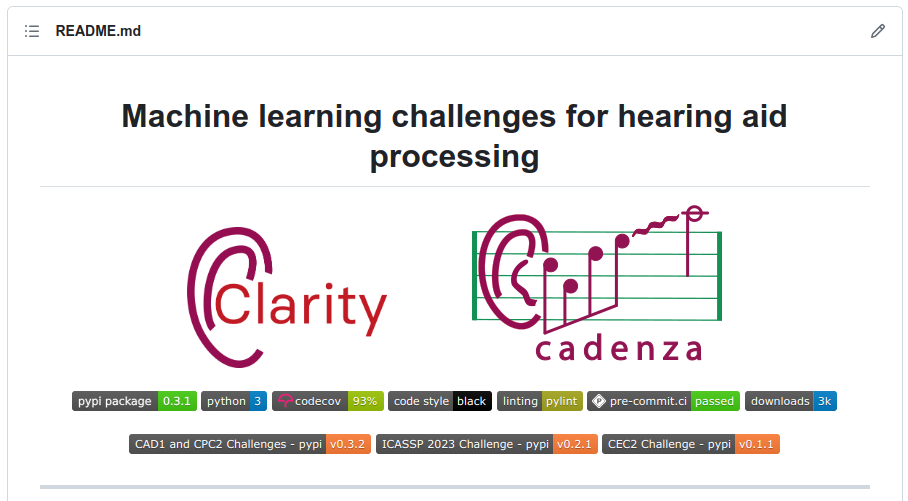 README.md
Machine learning challenges for hearing aid
processing
Clarity
cadenza
pypi package 0.3.1 python 3 codecov 93% code style black linting pylint pre-commit.ci passed downloads 3k
CAD1 and CPC2 Challenges - pypi v0.3.2 ICASSP 2023 Challenge - pypi v0.2.1 CEC2 Challenge - pypi v0.1.1